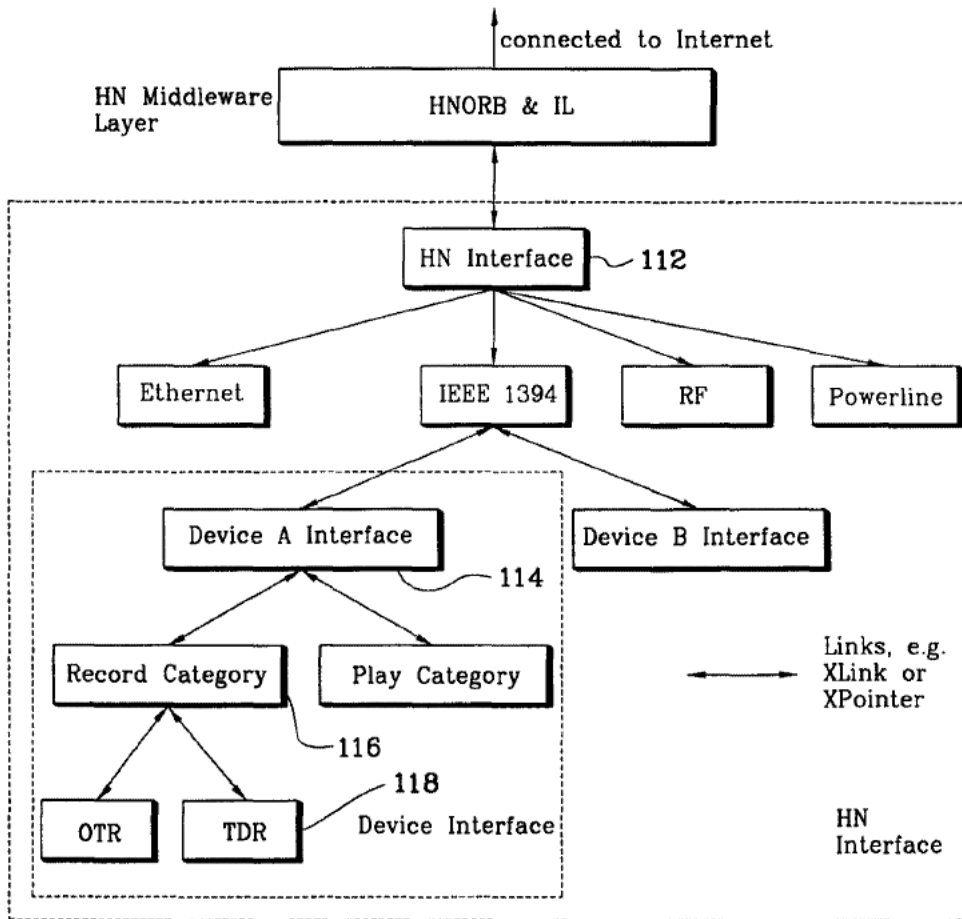 connected to Internet
HN Middleware
Layer
HNORB & IL
HN Interface
112
Ethernet
IEEE 1394
RF
Powerline
Device A Interface
Device B Interface
114
Record Category
Play Category
Links, e.g.
XLink or
XPointer
116
118
OTR
TDR
Device Interface
HN
Interface